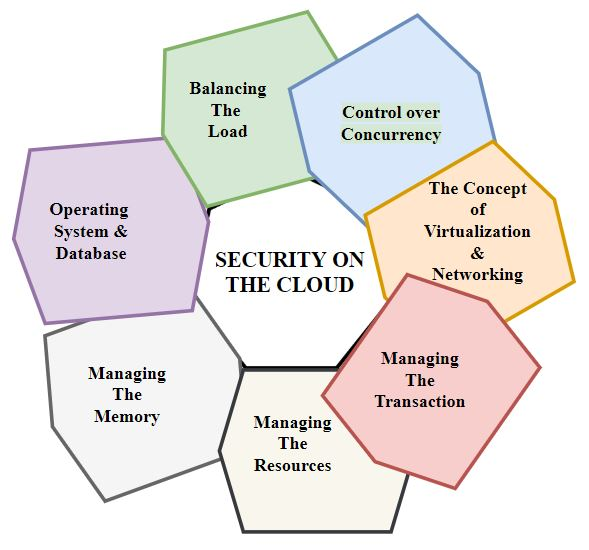 Balancing
The
Load
Control over
Concurrency
The Concept
of
Virtualization
&
Networking
Operating
System &
Database
SECURITY ON
THE CLOUD
Managing
The
Transaction
Managing
The
Memory
Managing
The
Resources